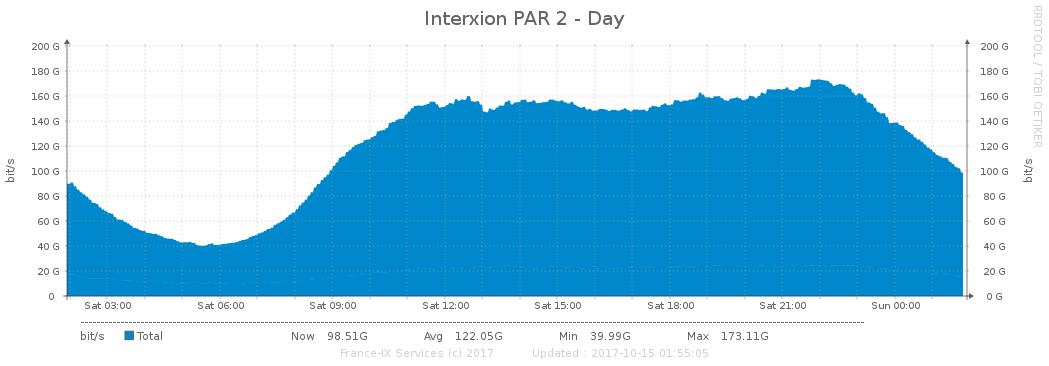 Interxion PAR 2 - Day
RRDTOOL / TOBI OETIKER
200 G 200 G
180 G 180 G
160 G 160 G
140 G 140 G
120 G 120 G
100 G 100 G
80 G 80 G
60 G 60 G
40 G 40 G
20 G 20 G
0 0 G
bit/s bit/s
Sat 03:00 Sat 06:00 Sat 09:00 Sat 12:00 Sat 15:00 Sat 18:00 Sat 21:00 Sun 00:00
bit/s Total Now 98.51G Avg 122.05G Min 39.99G Max 173.11G
France-IX Services (c) 2017 Updated : 2017-10-15 01:55:05